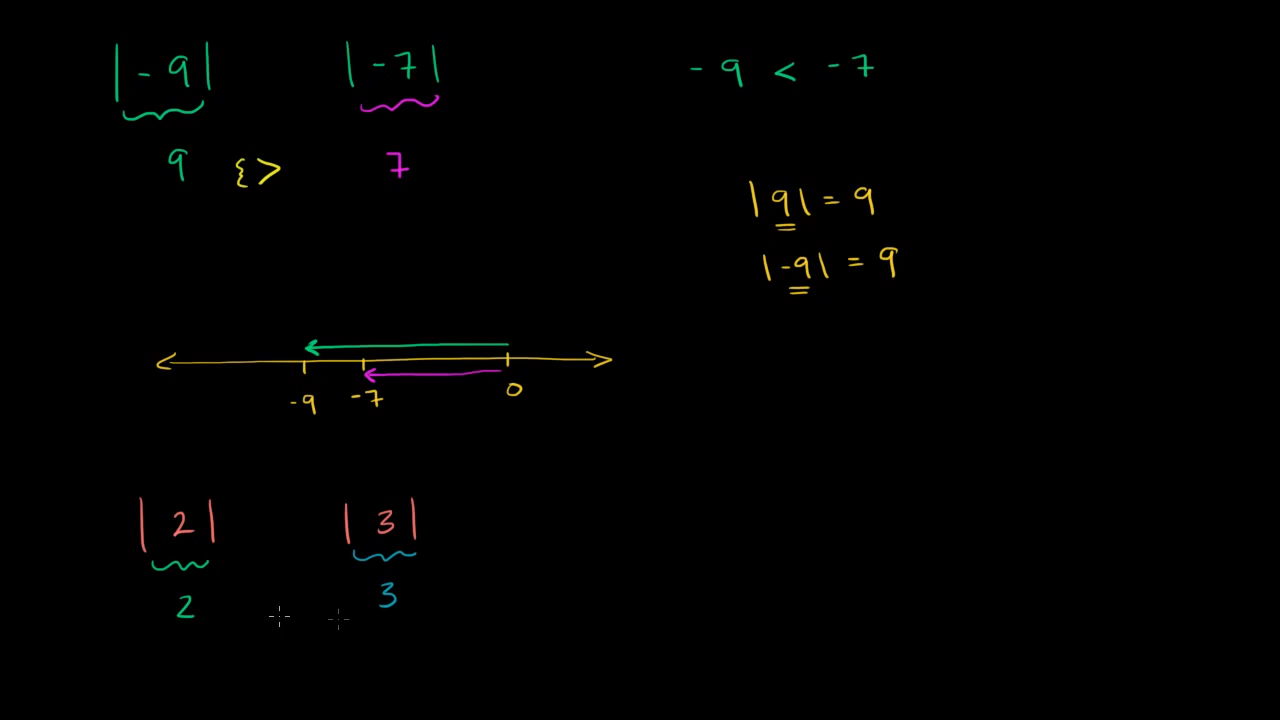 |-9| |-7| -9 < -7
9 {> 7
|9| = 9
|-9| = 9
-9 -7 0
|2| |3|
2 3